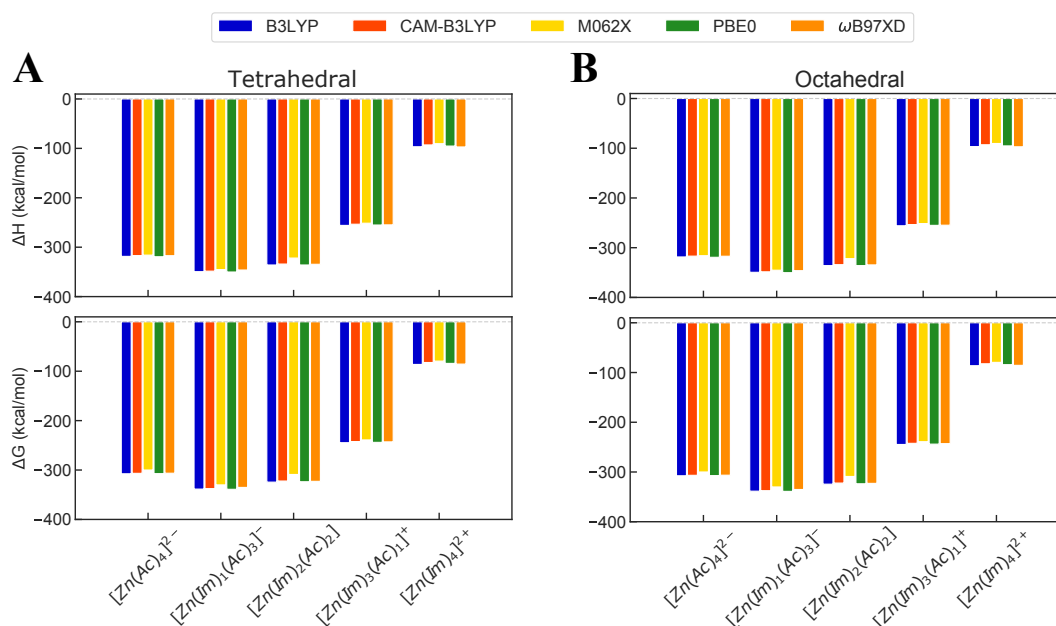 B3LYP CAM-B3LYP M062X PBE0 ωB97XD
A
Tetrahedral
ΔH (kcal/mol)
0
−100
−200
−300
−400
ΔG (kcal/mol)
0
−100
−200
−300
−400
[Zn(Ac)₄]²⁻
[Zn(Im)₁(Ac)₃]⁻
[Zn(Im)₂(Ac)₂]
[Zn(Im)₃(Ac)₁]⁺
[Zn(Im)₄]²⁺
B
Octahedral
0
−100
−200
−300
−400
0
−100
−200
−300
−400
[Zn(Ac)₄]²⁻
[Zn(Im)₁(Ac)₃]⁻
[Zn(Im)₂(Ac)₂]
[Zn(Im)₃(Ac)₁]⁺
[Zn(Im)₄]²⁺